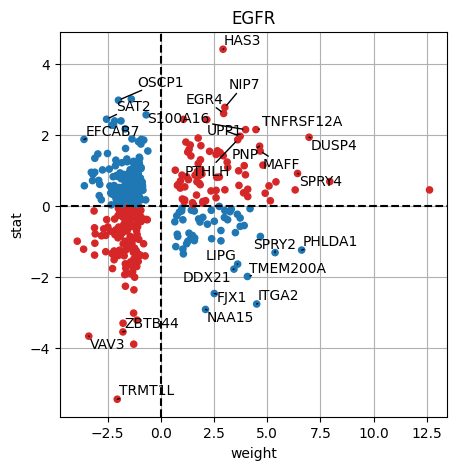 EGFR
HAS3
4
OSCP1
NIP7
SAT2
EGR4
S100A16
TNFRSF12A
EFCAB7
UPP1
2
DUSP4
PNP
MAFF
PTHLH
SPRY4
0
stat
SPRY2
PHLDA1
LIPG
TMEM200A
DDX21
−2
FJX1
ITGA2
NAA15
ZBTB44
VAV3
−4
TRMT1L
−2.5
0.0
2.5
5.0
7.5
10.0
12.5
weight